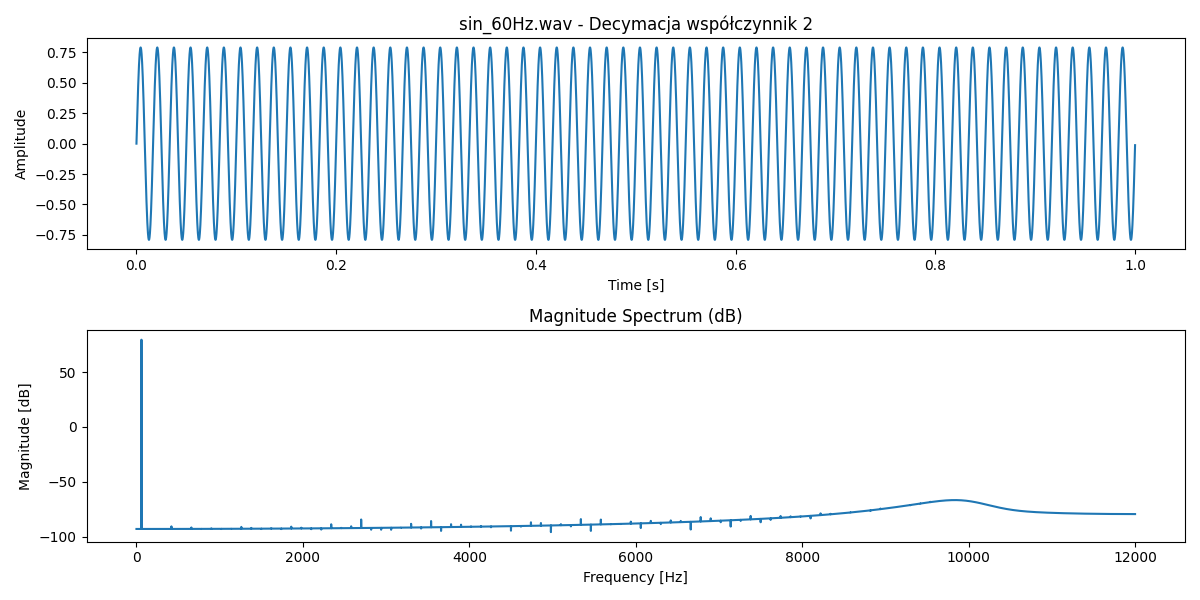 sin_60Hz.wav - Decymacja współczynnik 2
0.75
0.50
0.25
0.00
−0.25
−0.50
−0.75
Amplitude
0.0 0.2 0.4 0.6 0.8 1.0
Time [s]
Magnitude Spectrum (dB)
50
0
−50
−100
Magnitude [dB]
0 2000 4000 6000 8000 10000 12000
Frequency [Hz]